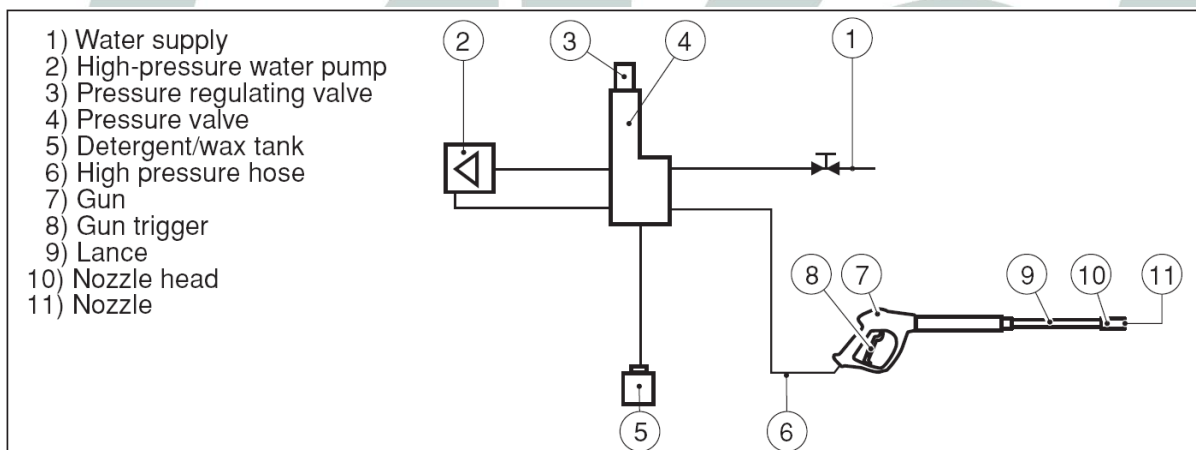 1) Water supply
2) High-pressure water pump
3) Pressure regulating valve
4) Pressure valve
5) Detergent/wax tank
6) High pressure hose
7) Gun
8) Gun trigger
9) Lance
10) Nozzle head
11) Nozzle
2
3
4
1
8
7
9
10
11
5
6